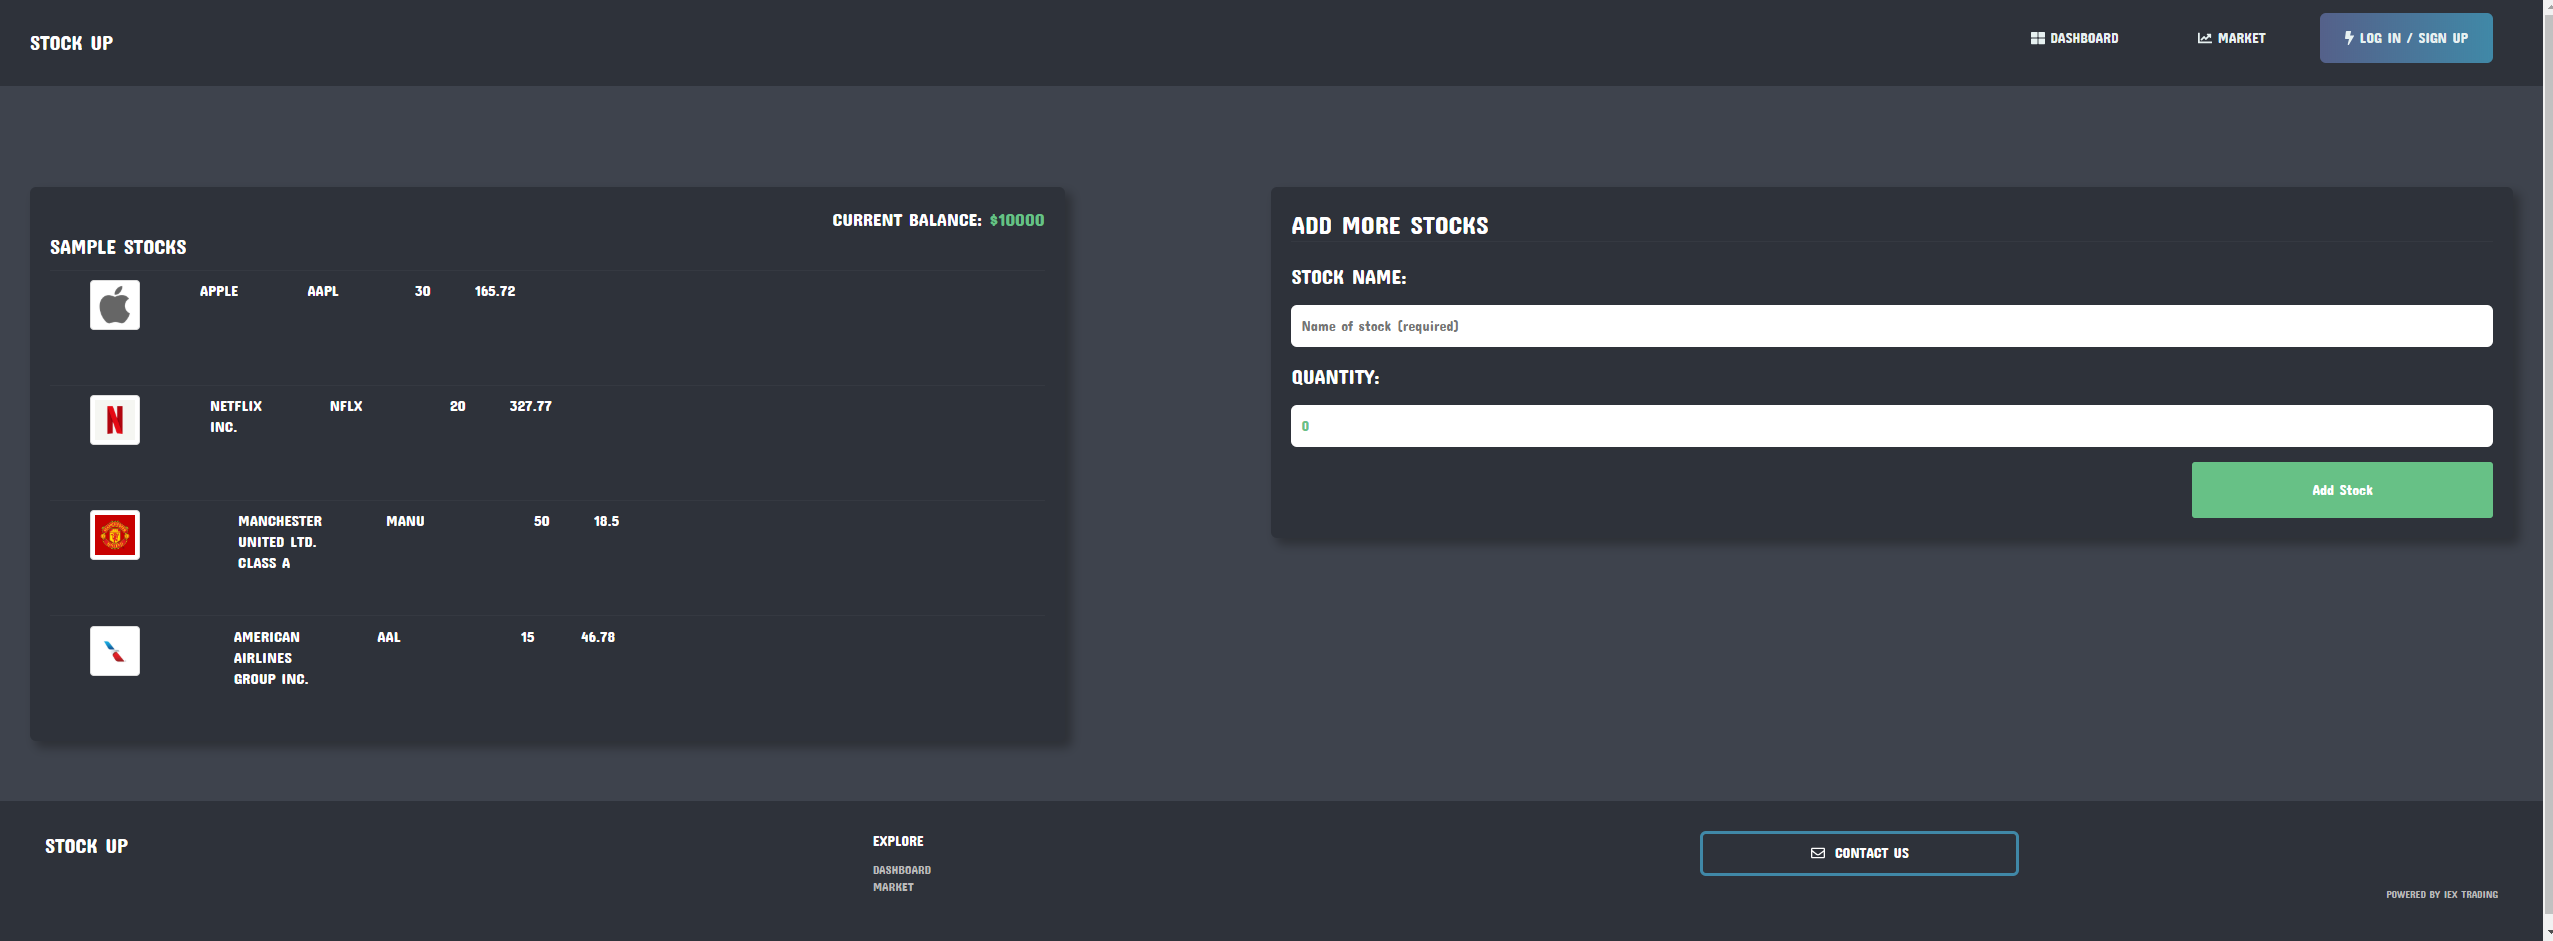 STOCK UP
DASHBOARD
MARKET
LOG IN / SIGN UP
CURRENT BALANCE: $10000
SAMPLE STOCKS
APPLE AAPL 30 165.72
NETFLIX NFLX 20 327.77
INC.
MANCHESTER MANU 50 18.5
UNITED LTD.
CLASS A
AMERICAN AAL 15 46.78
AIRLINES
GROUP INC.
ADD MORE STOCKS
STOCK NAME:
Name of stock (required)
QUANTITY:
0
Add Stock
STOCK UP
EXPLORE
DASHBOARD
MARKET
CONTACT US
POWERED BY IEX TRADING